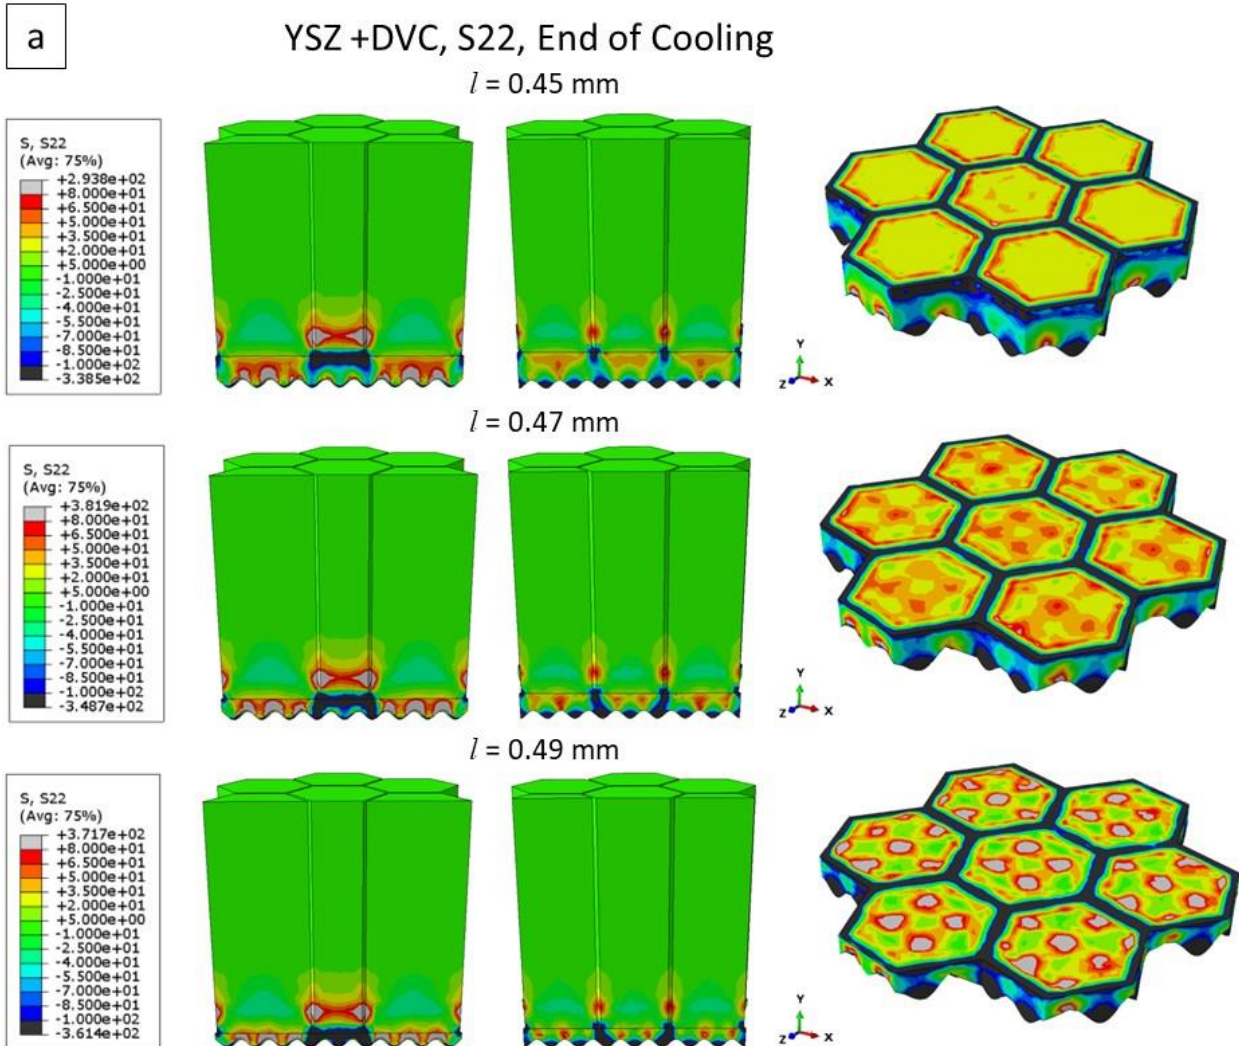 a
YSZ +DVC, S22, End of Cooling
l = 0.45 mm
S, S22
(Avg: 75%)
+2.938e+02
+8.000e+01
+6.500e+01
+5.000e+01
+3.500e+01
+2.000e+01
+5.000e+00
-1.000e+01
-2.500e+01
-4.000e+01
-5.500e+01
-7.000e+01
-8.500e+01
-1.000e+02
-3.385e+02
Y
Z X
l = 0.47 mm
S, S22
(Avg: 75%)
+3.819e+02
+8.000e+01
+6.500e+01
+5.000e+01
+3.500e+01
+2.000e+01
+5.000e+00
-1.000e+01
-2.500e+01
-4.000e+01
-5.500e+01
-7.000e+01
-8.500e+01
-1.000e+02
-3.487e+02
Y
Z X
l = 0.49 mm
S, S22
(Avg: 75%)
+3.717e+02
+8.000e+01
+6.500e+01
+5.000e+01
+3.500e+01
+2.000e+01
+5.000e+00
-1.000e+01
-2.500e+01
-4.000e+01
-5.500e+01
-7.000e+01
-8.500e+01
-1.000e+02
-3.614e+02
Y
Z X